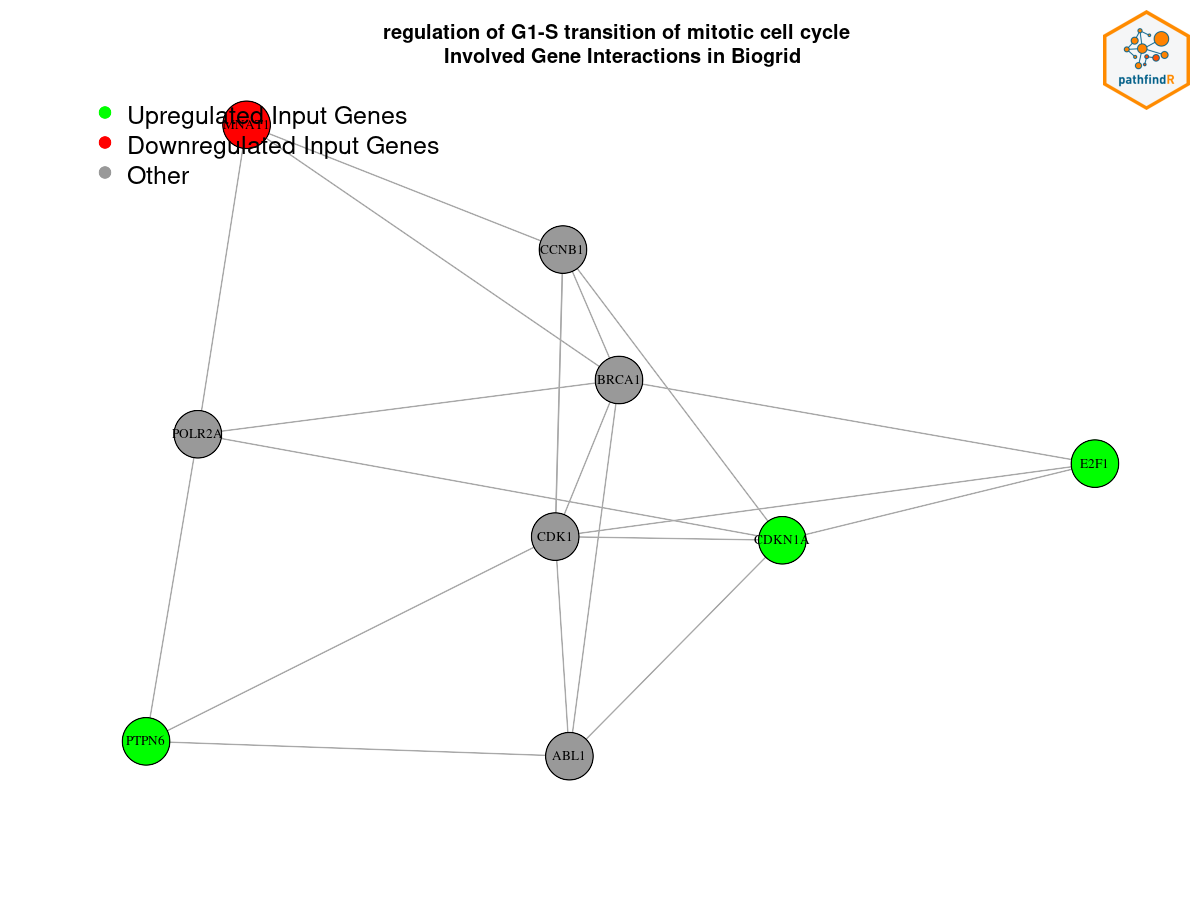 regulation of G1-S transition of mitotic cell cycle
Involved Gene Interactions in Biogrid
pathfindR
Upregulated Input Genes
MNAT1
Downregulated Input Genes
Other
CCNB1
BRCA1
POLR2A
E2F1
CDK1
CDKN1A
PTPN6
ABL1